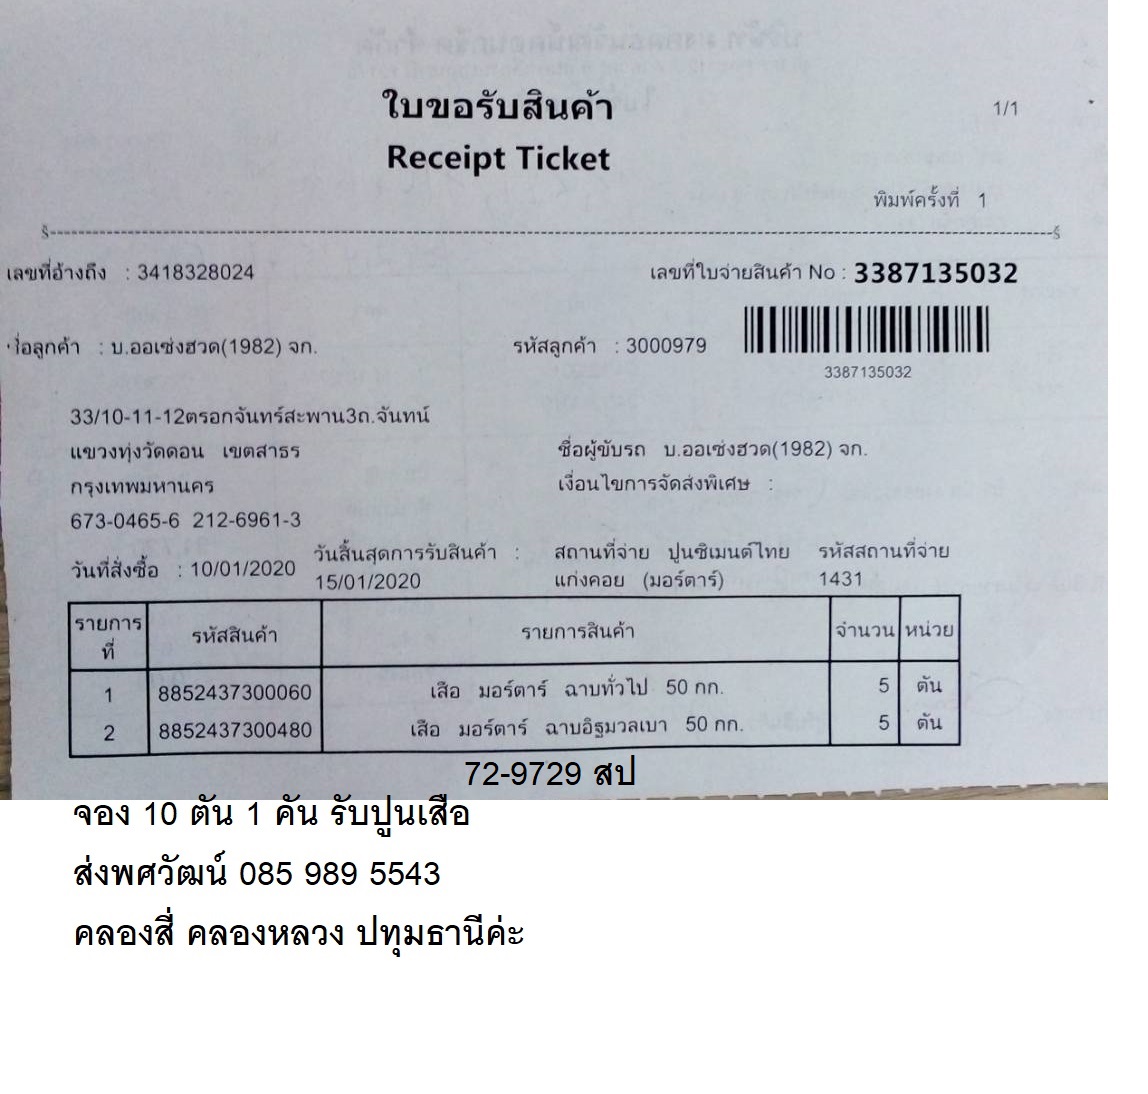 ใบขอรับสินค้า
1/1
Receipt Ticket
พิมพ์ครั้งที่ 1
เลขที่อ้างถึง : 3418328024
เลขที่ใบจ่ายสินค้า No : 3387135032
3387135032
ชื่อลูกค้า : บ.ออเซ่งฮวด(1982) จก.
รหัสลูกค้า : 3000979
33/10-11-12ตรอกจันทร์สะพาน3ถ.จันทน์
แขวงทุ่งวัดดอน เขตสาธร
กรุงเทพมหานคร
673-0465-6 212-6961-3
ชื่อผู้ขับรถ บ.ออเซ่งฮวด(1982) จก.
เงื่อนไขการจัดส่งพิเศษ :
วันที่สั่งซื้อ : 10/01/2020
วันสิ้นสุดการรับสินค้า :
15/01/2020
สถานที่จ่าย ปูนซิเมนต์ไทย
แก่งคอย (มอร์ตาร์)
รหัสสถานที่จ่าย
1431
รายการที่ รหัสสินค้า รายการสินค้า จำนวน หน่วย
1 8852437300060 เสือ มอร์ตาร์ ฉาบทั่วไป 50 กก. 5 ตัน
2 8852437300480 เสือ มอร์ตาร์ ฉาบอิฐมวลเบา 50 กก. 5 ตัน
72-9729 สป
จอง 10 ตัน 1 คัน รับปูนเสือ
ส่งพศวัฒน์ 085 989 5543
คลองสี่ คลองหลวง ปทุมธานีค่ะ